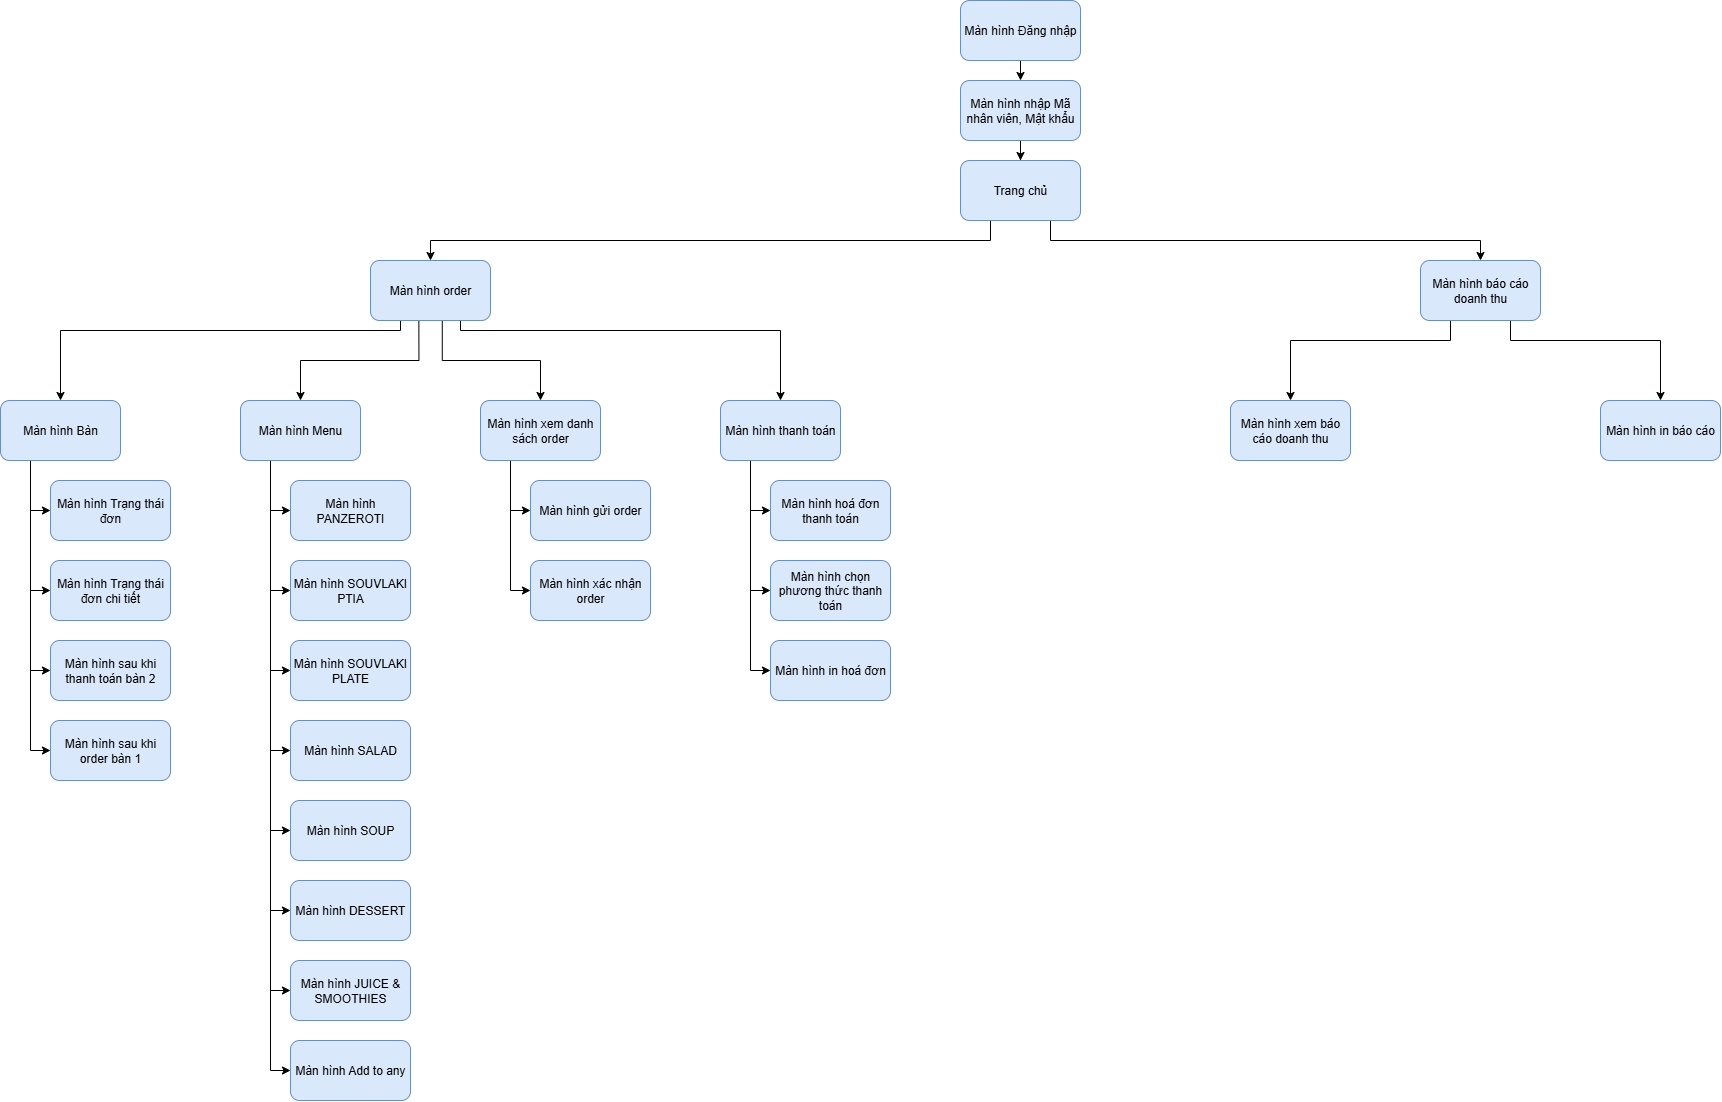 Màn hình Đăng nhập
Màn hình nhập Mã
nhân viên, Mật khẩu
Trang chủ
Màn hình order
Màn hình báo cáo
doanh thu
Màn hình Bàn
Màn hình Menu
Màn hình xem danh
sách order
Màn hình thanh toán
Màn hình xem báo
cáo doanh thu
Màn hình in báo cáo
Màn hình Trạng thái
đơn
Màn hình Trạng thái
đơn chi tiết
Màn hình sau khi
thanh toán bàn 2
Màn hình sau khi
order bàn 1
Màn hình
PANZEROTI
Màn hình SOUVLAKI
PTIA
Màn hình SOUVLAKI
PLATE
Màn hình SALAD
Màn hình SOUP
Màn hình DESSERT
Màn hình JUICE &
SMOOTHIES
Màn hình Add to any
Màn hình gửi order
Màn hình xác nhận
order
Màn hình hoá đơn
thanh toán
Màn hình chọn
phương thức thanh
toán
Màn hình in hoá đơn